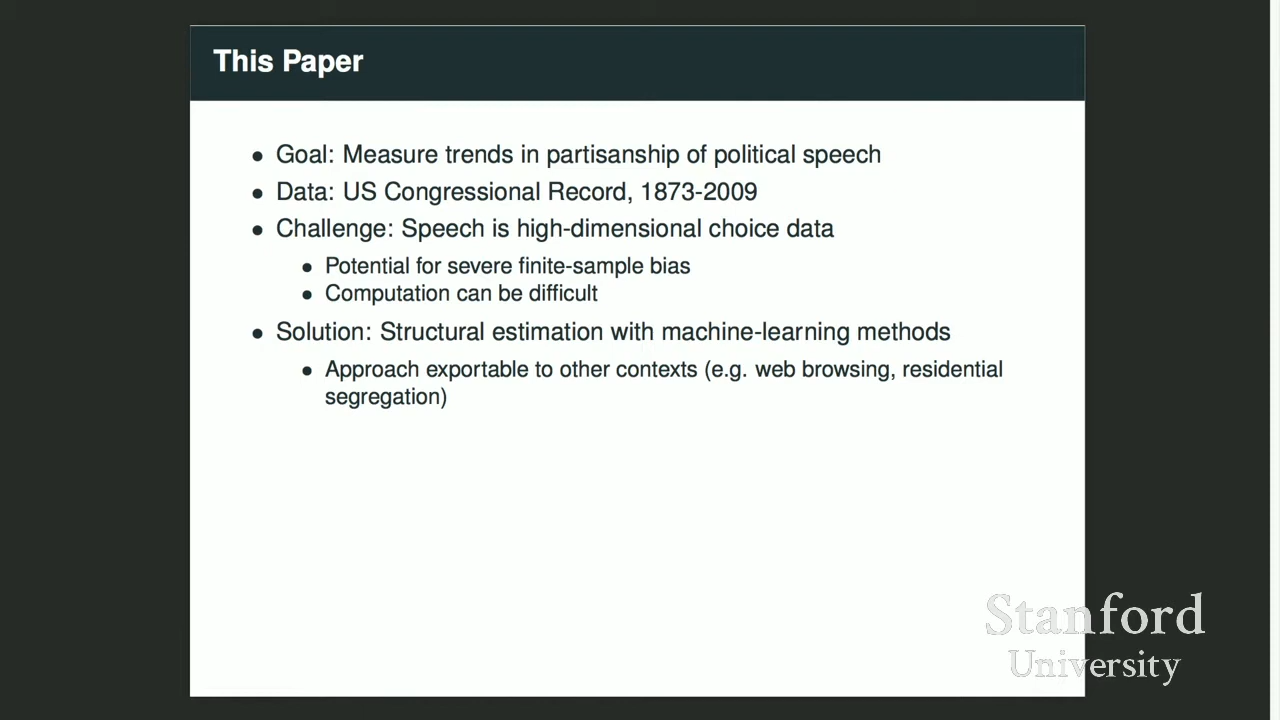 This Paper
• Goal: Measure trends in partisanship of political speech
• Data: US Congressional Record, 1873-2009
• Challenge: Speech is high-dimensional choice data
• Potential for severe finite-sample bias
• Computation can be difficult
• Solution: Structural estimation with machine-learning methods
• Approach exportable to other contexts (e.g. web browsing, residential
segregation)
Stanford
University